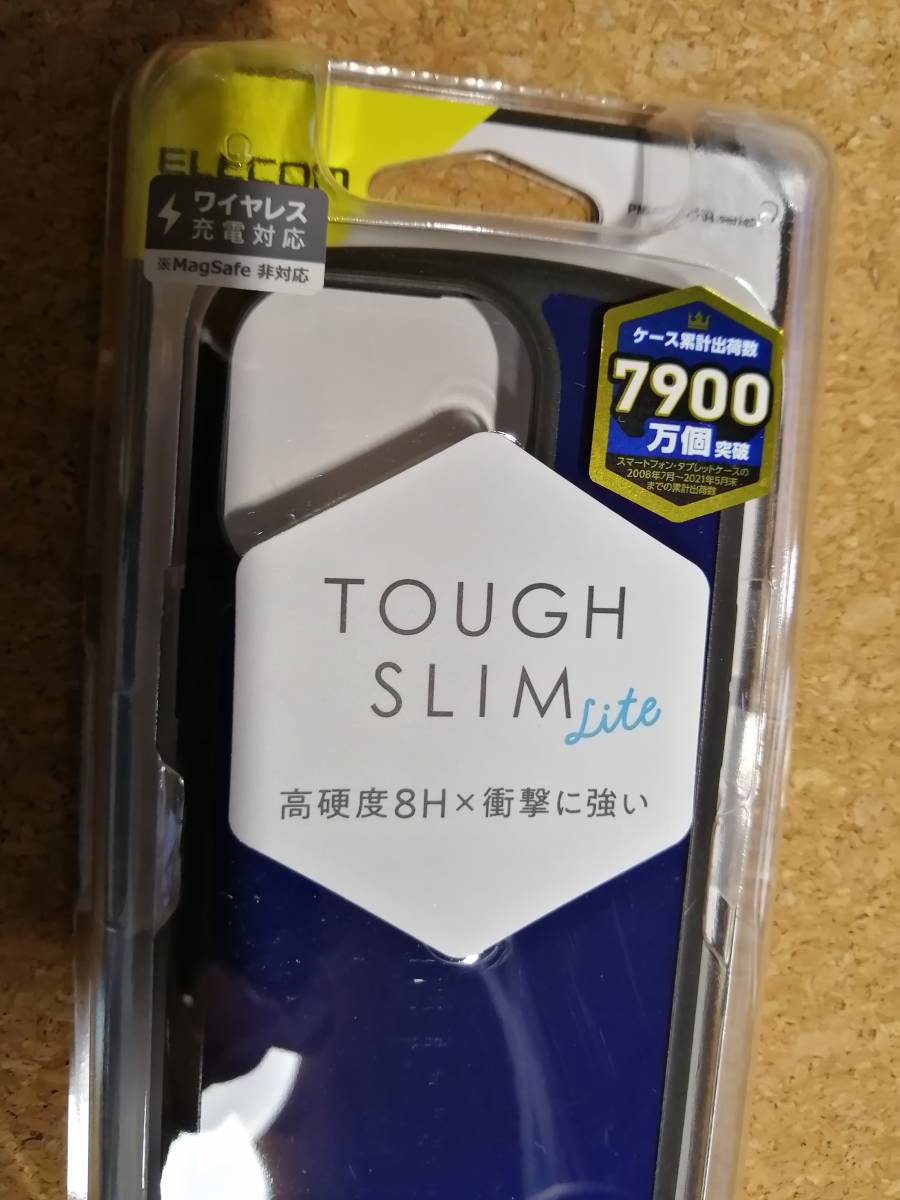 ELECOM
ワイヤレス
充電対応
※MagSafe 非対応
series
ケース累計出荷数
7900
万個 突破
スマートフォン・タブレットケースの
2008年7月~2021年5月末
までの累計出荷数
TOUGH
SLIM Lite
高硬度8H×衝撃に強い